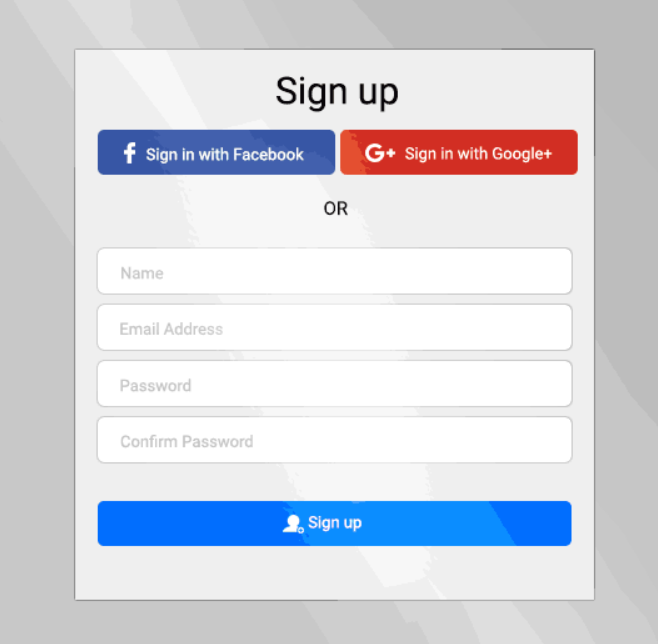 Sign up
Sign in with Facebook
G+ Sign in with Google+
OR
Name
Email Address
Password
Confirm Password
Sign up